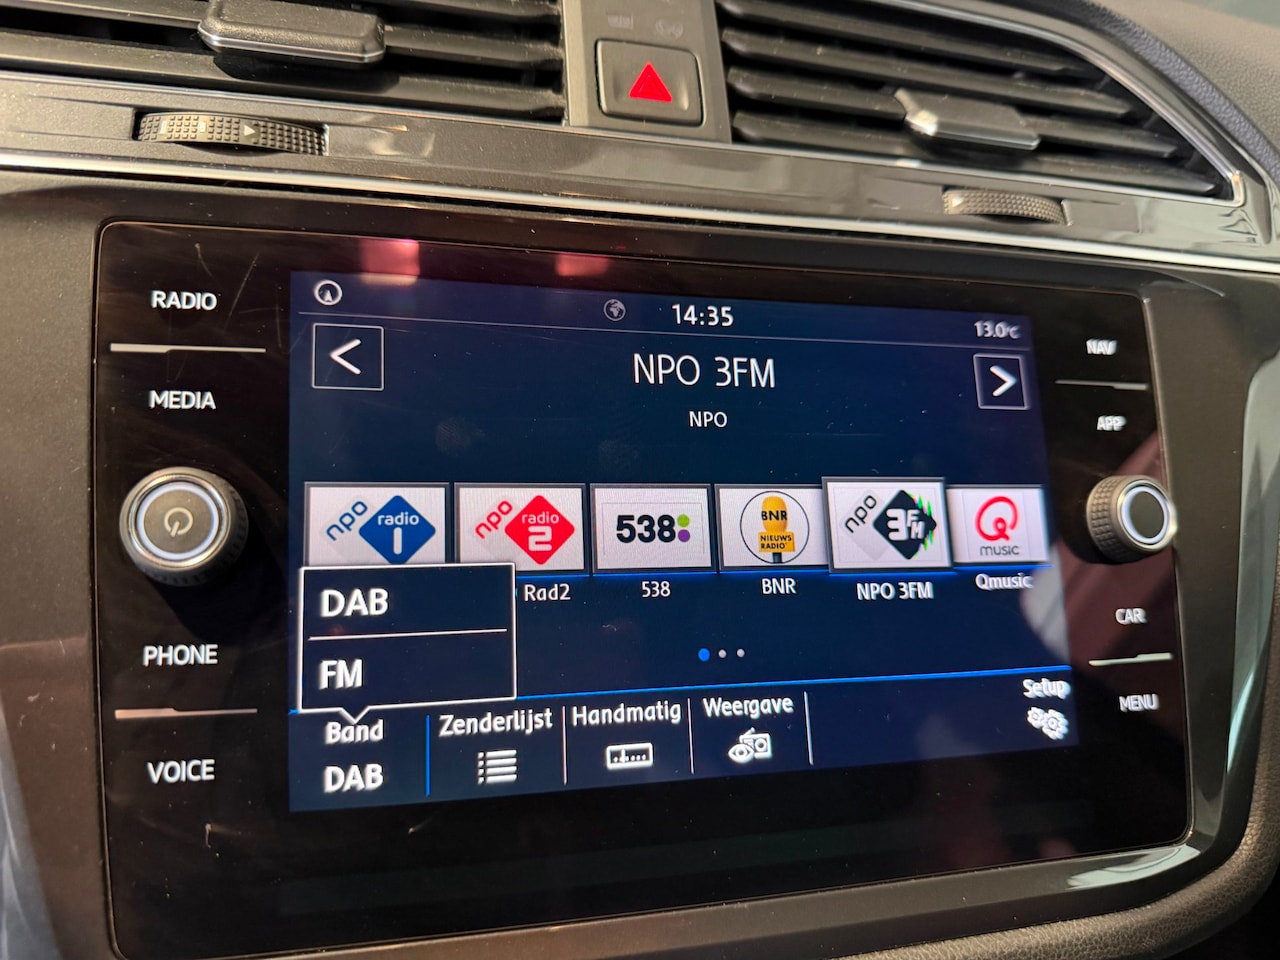 RADIO
MEDIA
PHONE
VOICE
14:35
13.0°C
NPO 3FM
NPO
npo radio 1
npo radio 2
538
BNR
NIEUWS
RADIO
npo 3FM
Q
music
Rad2
538
BNR
NPO 3FM
Qmusic
DAB
FM
Band
DAB
Zenderlijst
Handmatig
Weergave
Setup
NAV
APP
CAR
MENU